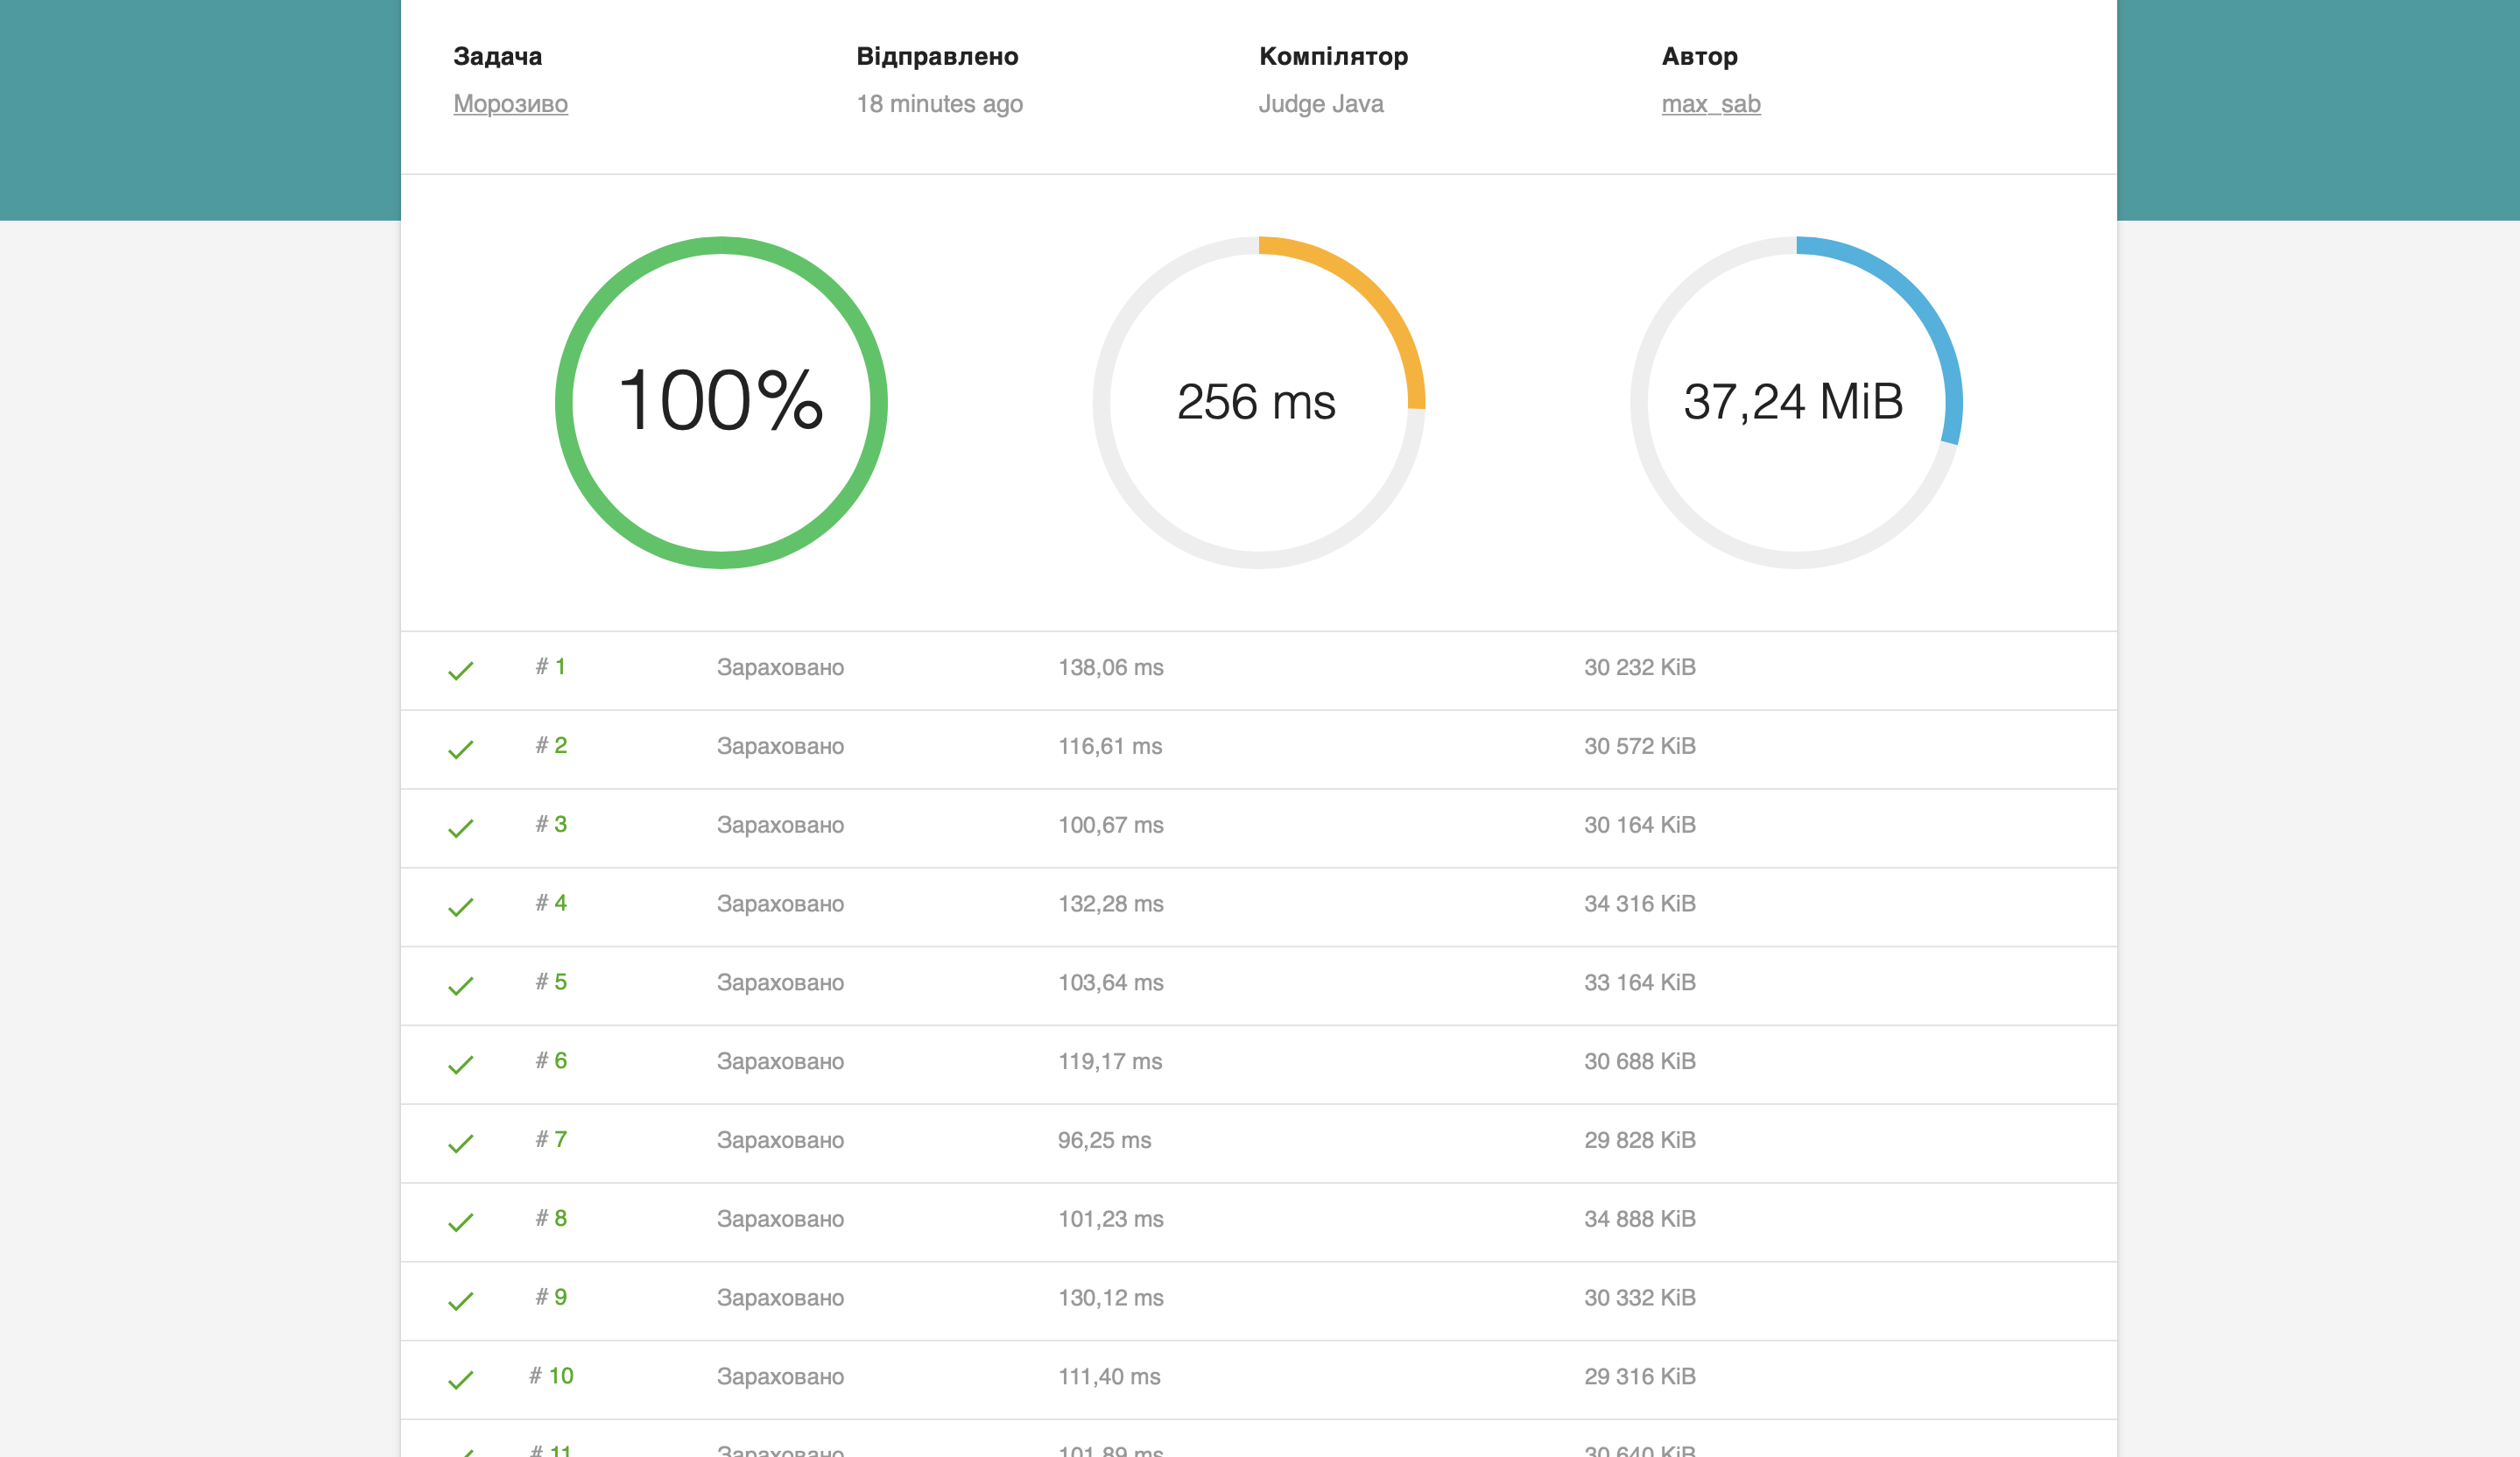 Задача Відправлено Компілятор Автор
Морозиво 18 minutes ago Judge Java max_sab
100% 256 ms 37,24 MiB
# 1 Зараховано 138,06 ms 30 232 KiB
# 2 Зараховано 116,61 ms 30 572 KiB
# 3 Зараховано 100,67 ms 30 164 KiB
# 4 Зараховано 132,28 ms 34 316 KiB
# 5 Зараховано 103,64 ms 33 164 KiB
# 6 Зараховано 119,17 ms 30 688 KiB
# 7 Зараховано 96,25 ms 29 828 KiB
# 8 Зараховано 101,23 ms 34 888 KiB
# 9 Зараховано 130,12 ms 30 332 KiB
# 10 Зараховано 111,40 ms 29 316 KiB
# 11 Зараховано 101,89 ms 30 640 KiB